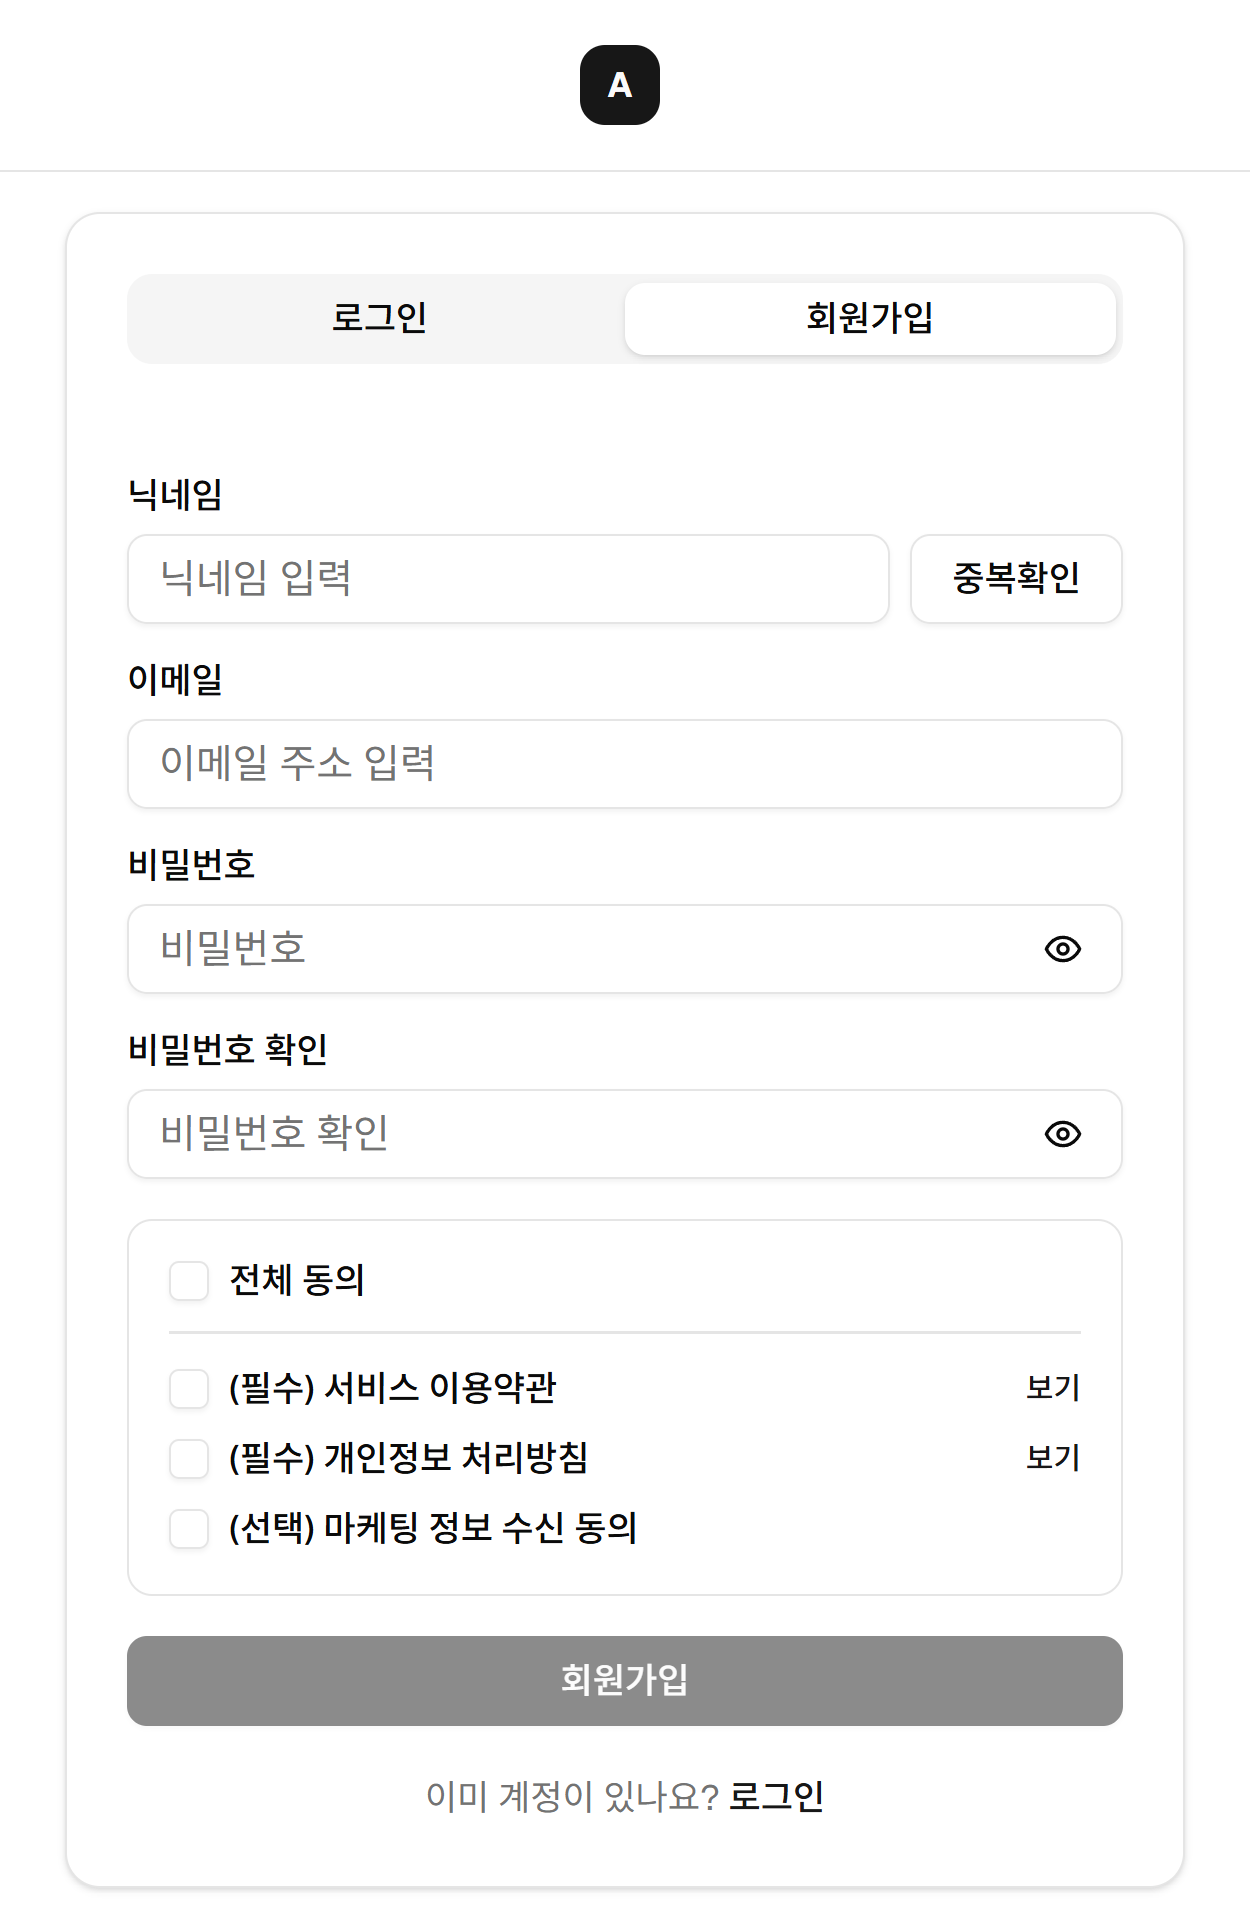 A
로그인 회원가입
닉네임
닉네임 입력 중복확인
이메일
이메일 주소 입력
비밀번호
비밀번호
비밀번호 확인
비밀번호 확인
전체 동의
(필수) 서비스 이용약관 보기
(필수) 개인정보 처리방침 보기
(선택) 마케팅 정보 수신 동의
회원가입
이미 계정이 있나요? 로그인